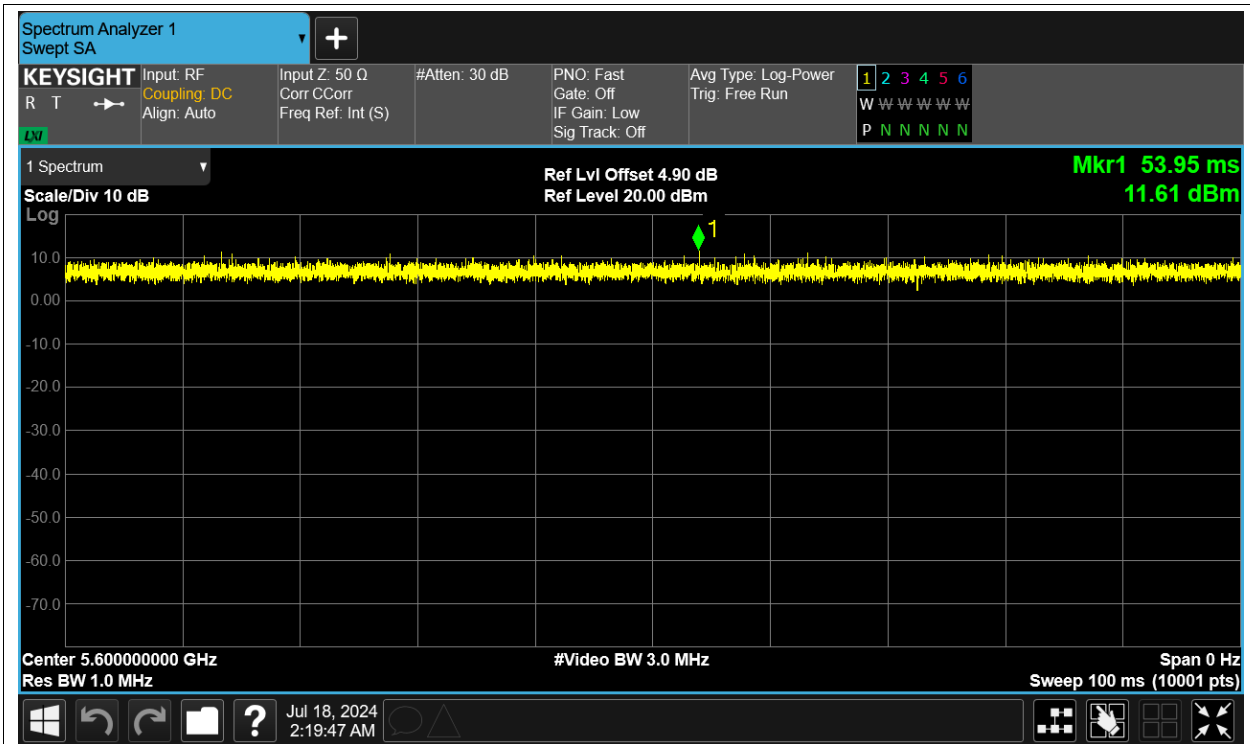 Spectrum Analyzer 1
Swept SA
+
KEYSIGHT
R T
LXI
Input: RF
Coupling: DC
Align: Auto
Input Z: 50 Ω
Corr CCorr
Freq Ref: Int (S)
#Atten: 30 dB
PNO: Fast
Gate: Off
IF Gain: Low
Sig Track: Off
Avg Type: Log-Power
Trig: Free Run
1 2 3 4 5 6
W W W W W W
P N N N N N
1 Spectrum
Scale/Div 10 dB
Log
Ref Lvl Offset 4.90 dB
Ref Level 20.00 dBm
Mkr1 53.95 ms
11.61 dBm
1
10.0
0.00
-10.0
-20.0
-30.0
-40.0
-50.0
-60.0
-70.0
Center 5.600000000 GHz
Res BW 1.0 MHz
#Video BW 3.0 MHz
Span 0 Hz
Sweep 100 ms (10001 pts)
?
Jul 18, 2024
2:19:47 AM